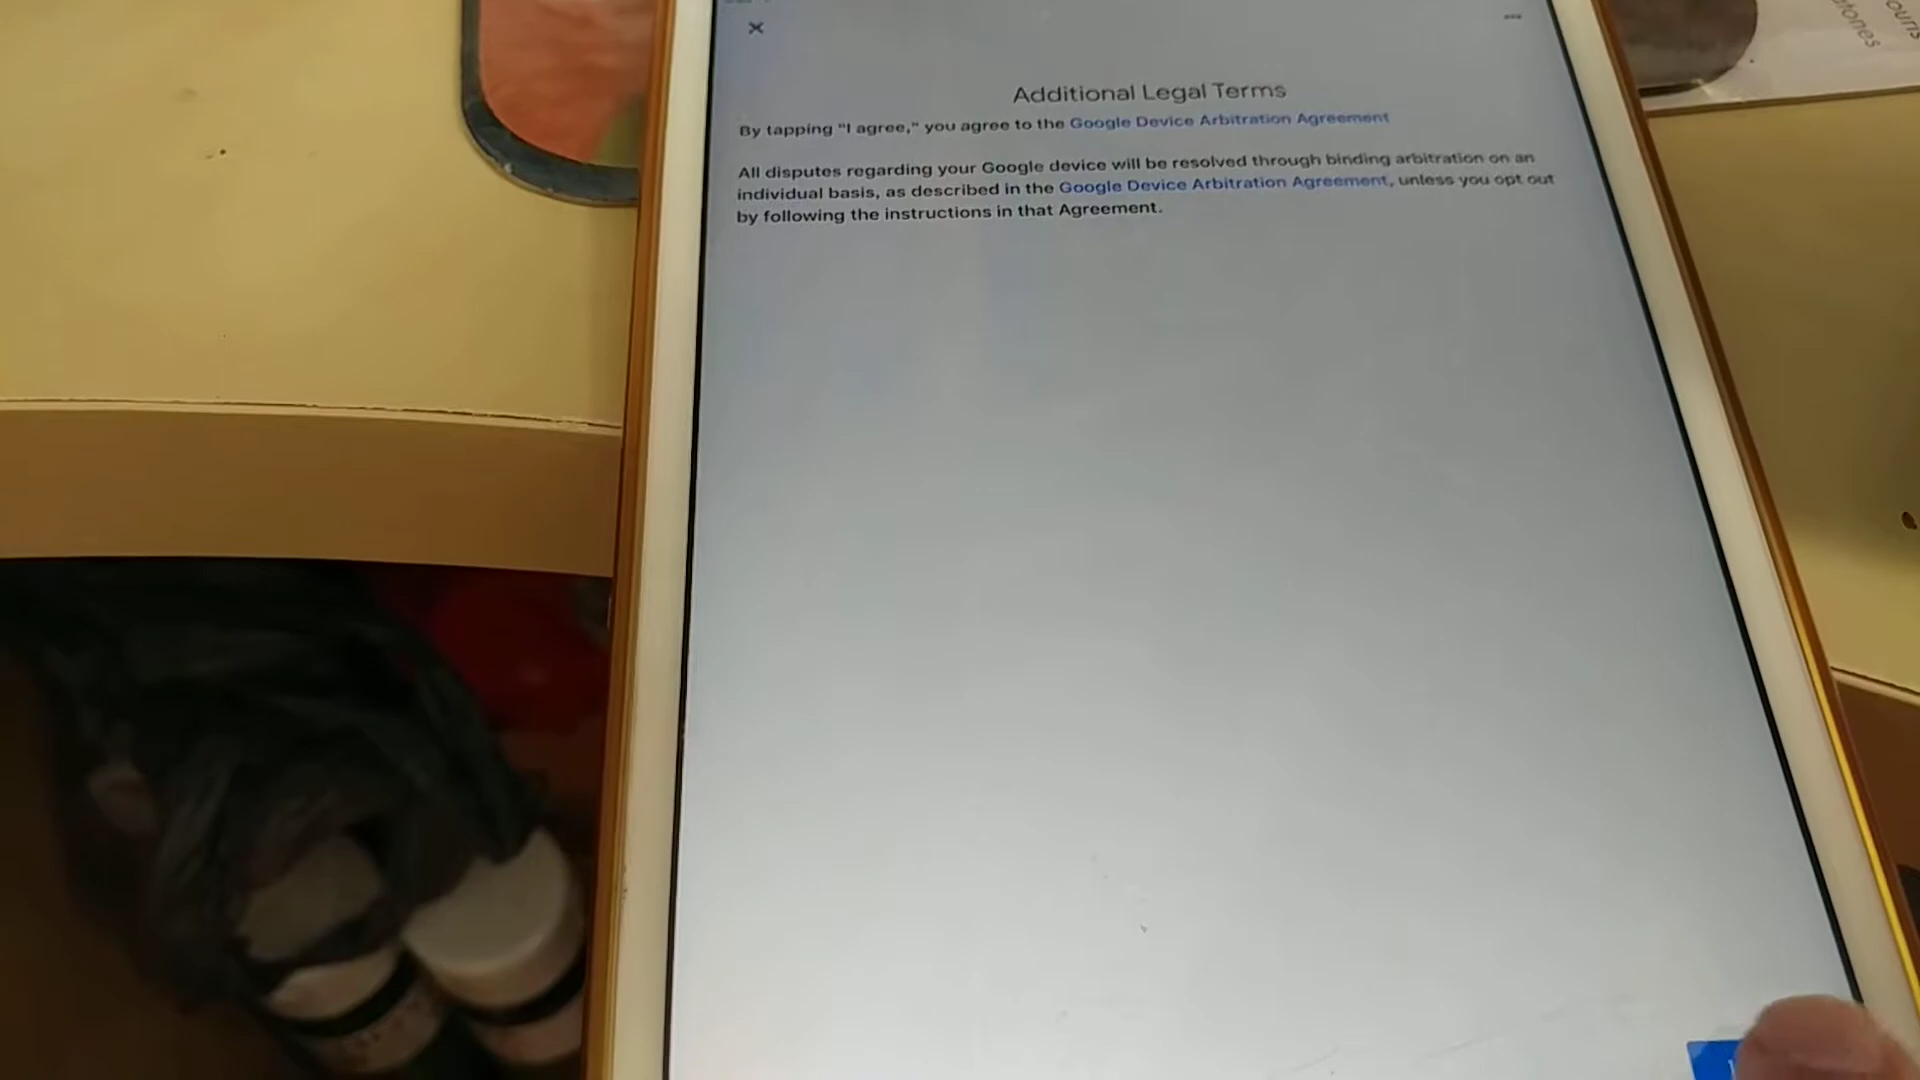 Additional Legal Terms
By tapping "I agree," you agree to the Google Device Arbitration Agreement
All disputes regarding your Google device will be resolved through binding arbitration on an
individual basis, as described in the Google Device Arbitration Agreement, unless you opt out
by following the instructions in that Agreement.